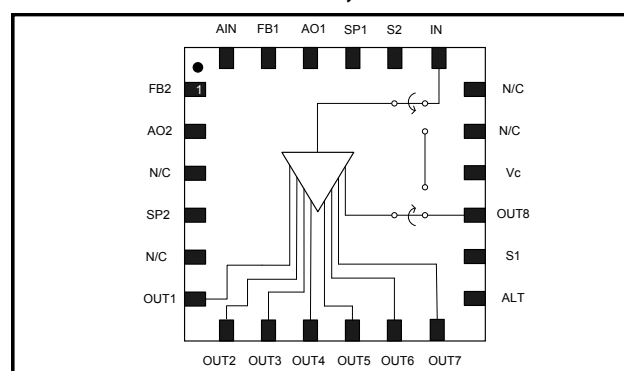 AIN FB1 AO1 SP1 S2 IN
FB2 1 N/C
AO2 N/C
N/C Vc
SP2 OUT8
N/C S1
OUT1 ALT
OUT2 OUT3 OUT4 OUT5 OUT6 OUT7